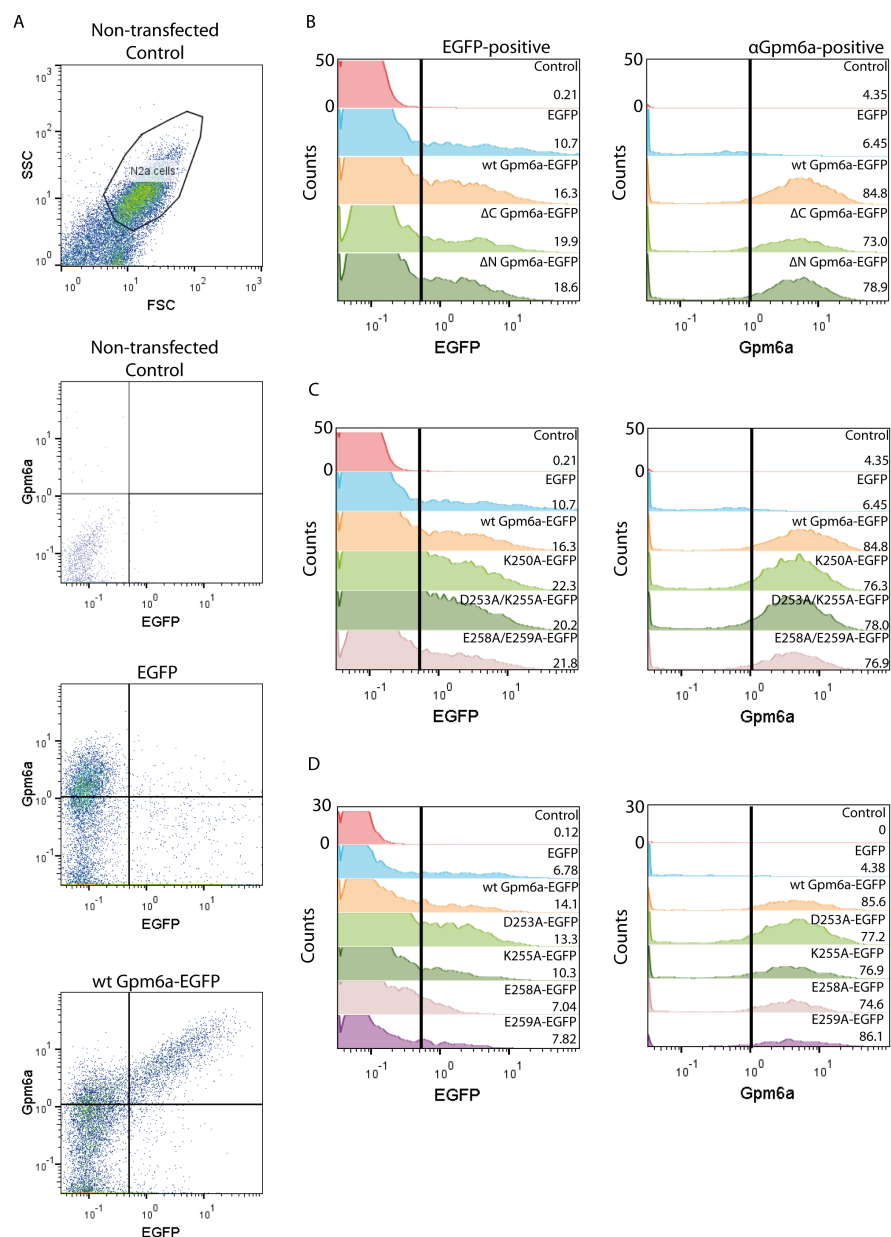 A
Non-transfected
Control
10³
10²
10¹
10⁰
SSC
N2a cells
10⁰ 10¹ 10² 10³
FSC
Non-transfected
Control
10¹
10⁰
10⁻¹
Gpm6a
10⁻¹ 10⁰ 10¹
EGFP
EGFP
10¹
10⁰
10⁻¹
Gpm6a
10⁻¹ 10⁰ 10¹
EGFP
wt Gpm6a-EGFP
10¹
10⁰
10⁻¹
Gpm6a
10⁻¹ 10⁰ 10¹
EGFP
B
EGFP-positive
50
0
Counts
Control
0.21
EGFP
10.7
wt Gpm6a-EGFP
16.3
ΔC Gpm6a-EGFP
19.9
ΔN Gpm6a-EGFP
18.6
10⁻¹ 10⁰ 10¹
EGFP
αGpm6a-positive
50
0
Counts
Control
4.35
EGFP
6.45
wt Gpm6a-EGFP
84.8
ΔC Gpm6a-EGFP
73.0
ΔN Gpm6a-EGFP
78.9
10⁻¹ 10⁰ 10¹
Gpm6a
C
50
0
Counts
Control
0.21
EGFP
10.7
wt Gpm6a-EGFP
16.3
K250A-EGFP
22.3
D253A/K255A-EGFP
20.2
E258A/E259A-EGFP
21.8
10⁻¹ 10⁰ 10¹
EGFP
50
0
Counts
Control
4.35
EGFP
6.45
wt Gpm6a-EGFP
84.8
K250A-EGFP
76.3
D253A/K255A-EGFP
78.0
E258A/E259A-EGFP
76.9
10⁻¹ 10⁰ 10¹
Gpm6a
D
30
0
Counts
Control
0.12
EGFP
6.78
wt Gpm6a-EGFP
14.1
D253A-EGFP
13.3
K255A-EGFP
10.3
E258A-EGFP
7.04
E259A-EGFP
7.82
10⁻¹ 10⁰ 10¹
EGFP
30
0
Counts
Control
0
EGFP
4.38
wt Gpm6a-EGFP
85.6
D253A-EGFP
77.2
K255A-EGFP
76.9
E258A-EGFP
74.6
E259A-EGFP
86.1
10⁻¹ 10⁰ 10¹
Gpm6a